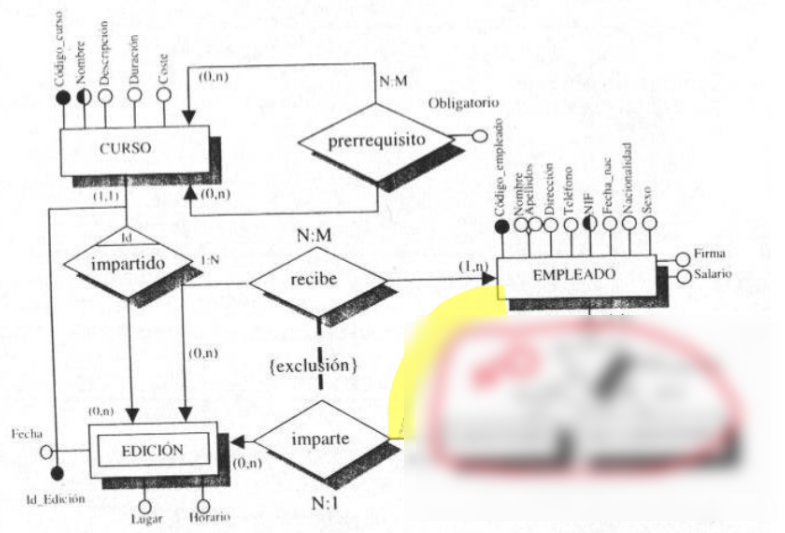 Código_curso
Nombre
Descripción
Duración
Coste
(0,n)
N:M
Obligatorio
CURSO
prerrequisito
(1,1)
(0,n)
Código_empleado
Nombre
Apellidos
Dirección
Teléfono
NIF
Fecha_nac
Nacionalidad
Sexo
Id
impartido
1:N
N:M
recibe
(1,n)
EMPLEADO
Firma
Salario
(0,n)
{exclusión}
(0,n)
Fecha
EDICIÓN
(0,n)
imparte
Id_Edición
Lugar
Horario
N:1